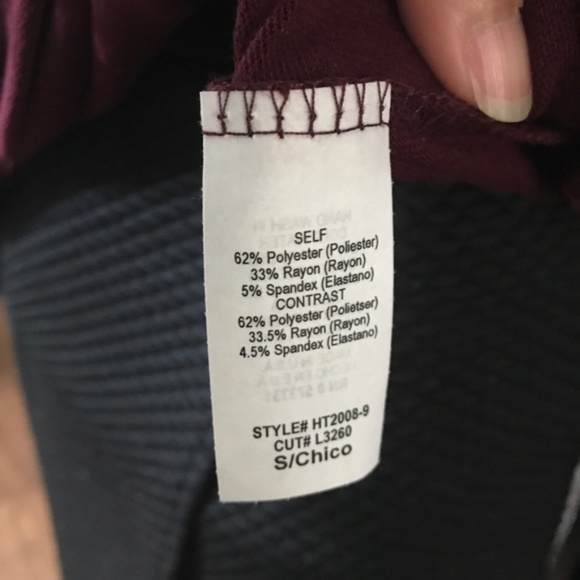 SELF
62% Polyester (Poliester)
33% Rayon (Rayon)
5% Spandex (Elastano)
CONTRAST
62% Polyester (Polietser)
33.5% Rayon (Rayon)
4.5% Spandex (Elastano)
STYLE# HT2008-9
CUT# L3260
S/Chico